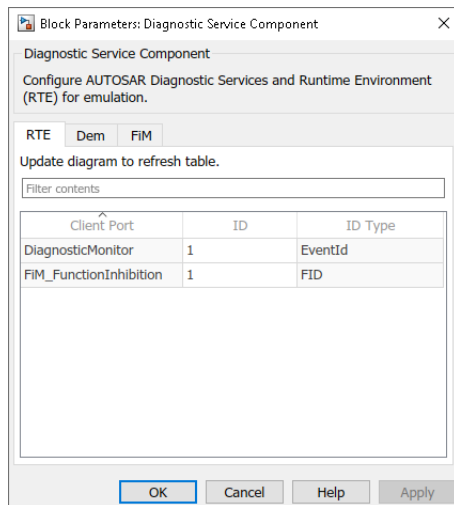 Block Parameters: Diagnostic Service Component
Diagnostic Service Component
Configure AUTOSAR Diagnostic Services and Runtime Environment
(RTE) for emulation.
RTE Dem FiM
Update diagram to refresh table.
Filter contents
Client Port ID ID Type
DiagnosticMonitor 1 EventId
FiM_FunctionInhibition 1 FID
OK Cancel Help Apply